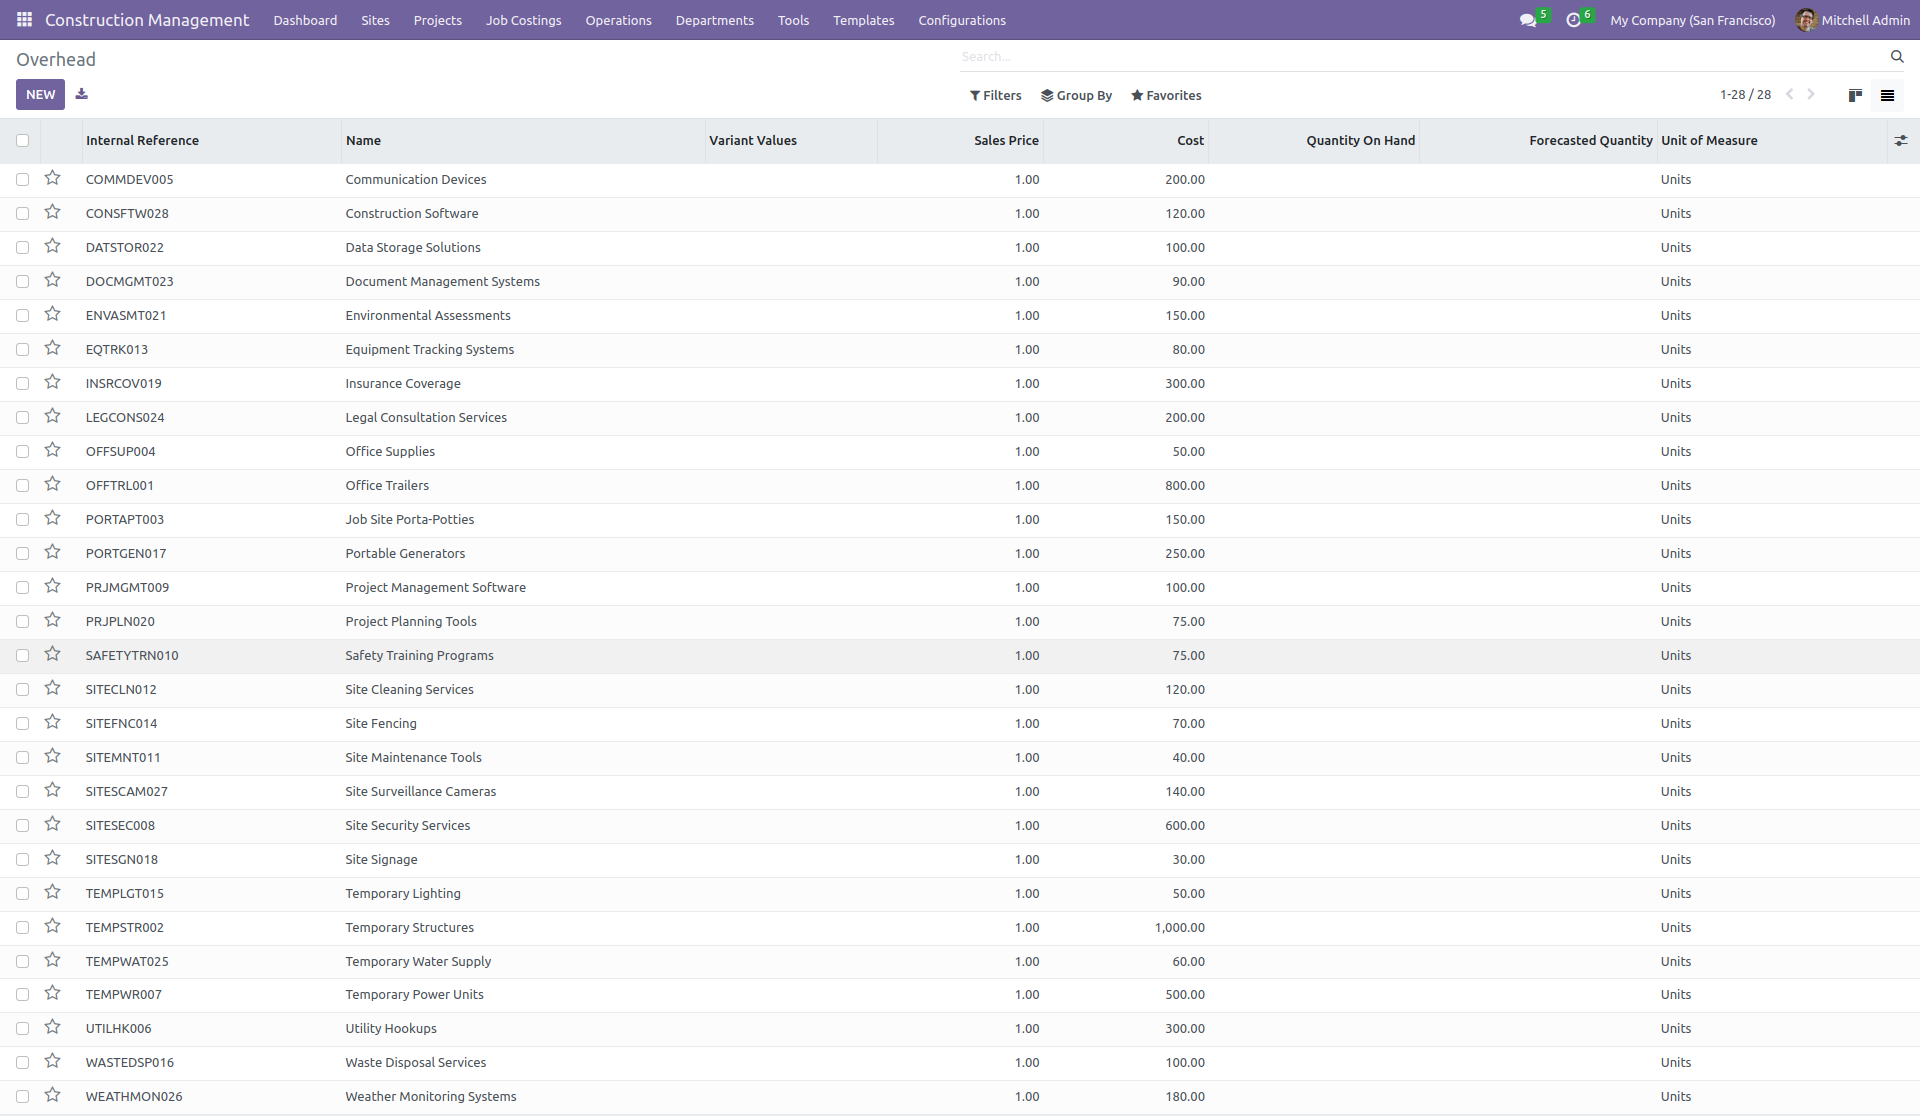 Construction Management Dashboard Sites Projects Job Costings Operations Departments Tools Templates Configurations 5 6 My Company (San Francisco) Mitchell Admin
Overhead Search...
NEW Filters Group By Favorites 1-28 / 28
Internal Reference Name Variant Values Sales Price Cost Quantity On Hand Forecasted Quantity Unit of Measure
COMMDEV005 Communication Devices 1.00 200.00 Units
CONSFTW028 Construction Software 1.00 120.00 Units
DATSTOR022 Data Storage Solutions 1.00 100.00 Units
DOCMGMT023 Document Management Systems 1.00 90.00 Units
ENVASMT021 Environmental Assessments 1.00 150.00 Units
EQTRK013 Equipment Tracking Systems 1.00 80.00 Units
INSRCOV019 Insurance Coverage 1.00 300.00 Units
LEGCONS024 Legal Consultation Services 1.00 200.00 Units
OFFSUP004 Office Supplies 1.00 50.00 Units
OFFTRL001 Office Trailers 1.00 800.00 Units
PORTAPT003 Job Site Porta-Potties 1.00 150.00 Units
PORTGEN017 Portable Generators 1.00 250.00 Units
PRJMGMT009 Project Management Software 1.00 100.00 Units
PRJPLN020 Project Planning Tools 1.00 75.00 Units
SAFETYTRN010 Safety Training Programs 1.00 75.00 Units
SITECLN012 Site Cleaning Services 1.00 120.00 Units
SITEFNC014 Site Fencing 1.00 70.00 Units
SITEMNT011 Site Maintenance Tools 1.00 40.00 Units
SITESCAM027 Site Surveillance Cameras 1.00 140.00 Units
SITESEC008 Site Security Services 1.00 600.00 Units
SITESGN018 Site Signage 1.00 30.00 Units
TEMPLGT015 Temporary Lighting 1.00 50.00 Units
TEMPSTR002 Temporary Structures 1.00 1,000.00 Units
TEMPWAT025 Temporary Water Supply 1.00 60.00 Units
TEMPWR007 Temporary Power Units 1.00 500.00 Units
UTILHK006 Utility Hookups 1.00 300.00 Units
WASTEDSP016 Waste Disposal Services 1.00 100.00 Units
WEATHMON026 Weather Monitoring Systems 1.00 180.00 Units